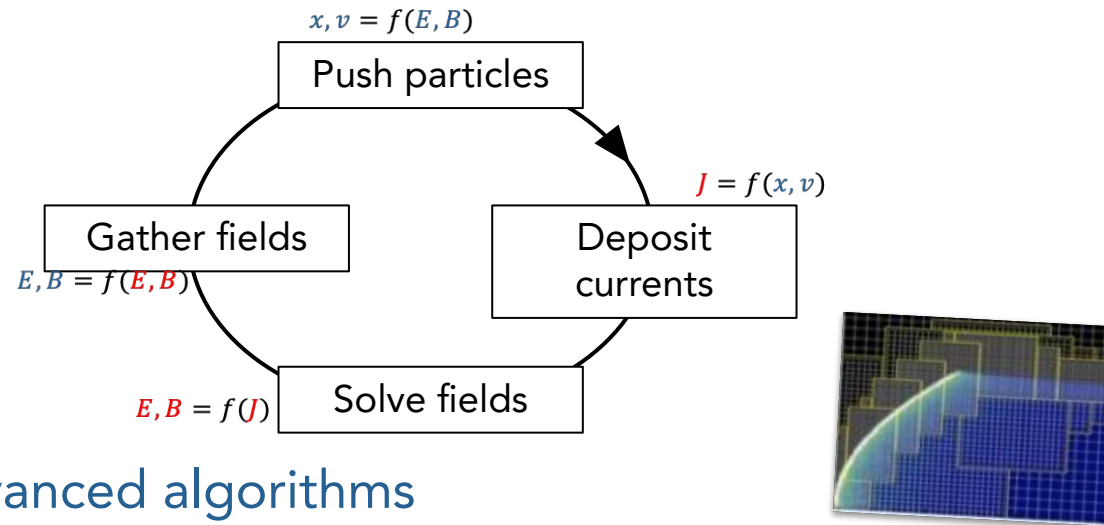 x, v = f(E, B)
Push particles
J = f(x, v)
Gather fields
Deposit
currents
E, B = f(E, B)
Solve fields
E, B = f(J)
vanced algorithms